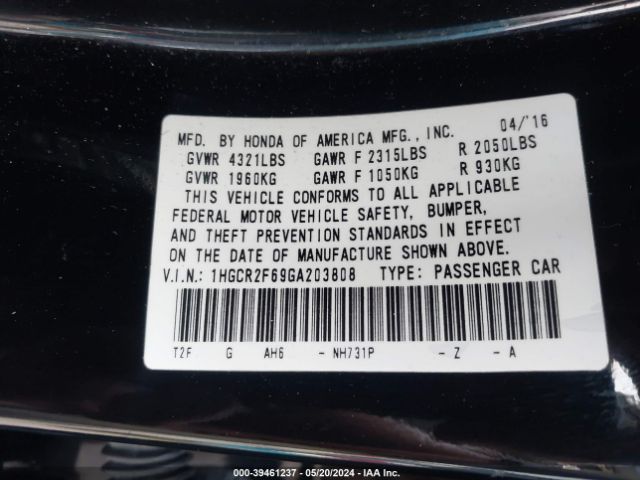 MFD. BY HONDA OF AMERICA MFG., INC. 04/'16
GVWR 4321LBS GAWR F 2315LBS R 2050LBS
GVWR 1960KG GAWR F 1050KG R 930KG
THIS VEHICLE CONFORMS TO ALL APPLICABLE
FEDERAL MOTOR VEHICLE SAFETY, BUMPER,
AND THEFT PREVENTION STANDARDS IN EFFECT
ON THE DATE OF MANUFACTURE SHOWN ABOVE.
V.I.N.: 1HGCR2F69GA203808 TYPE: PASSENGER CAR
T2F G AH6 - NH731P - Z - A
000-39461237 - 05/20/2024 - IAA Inc.